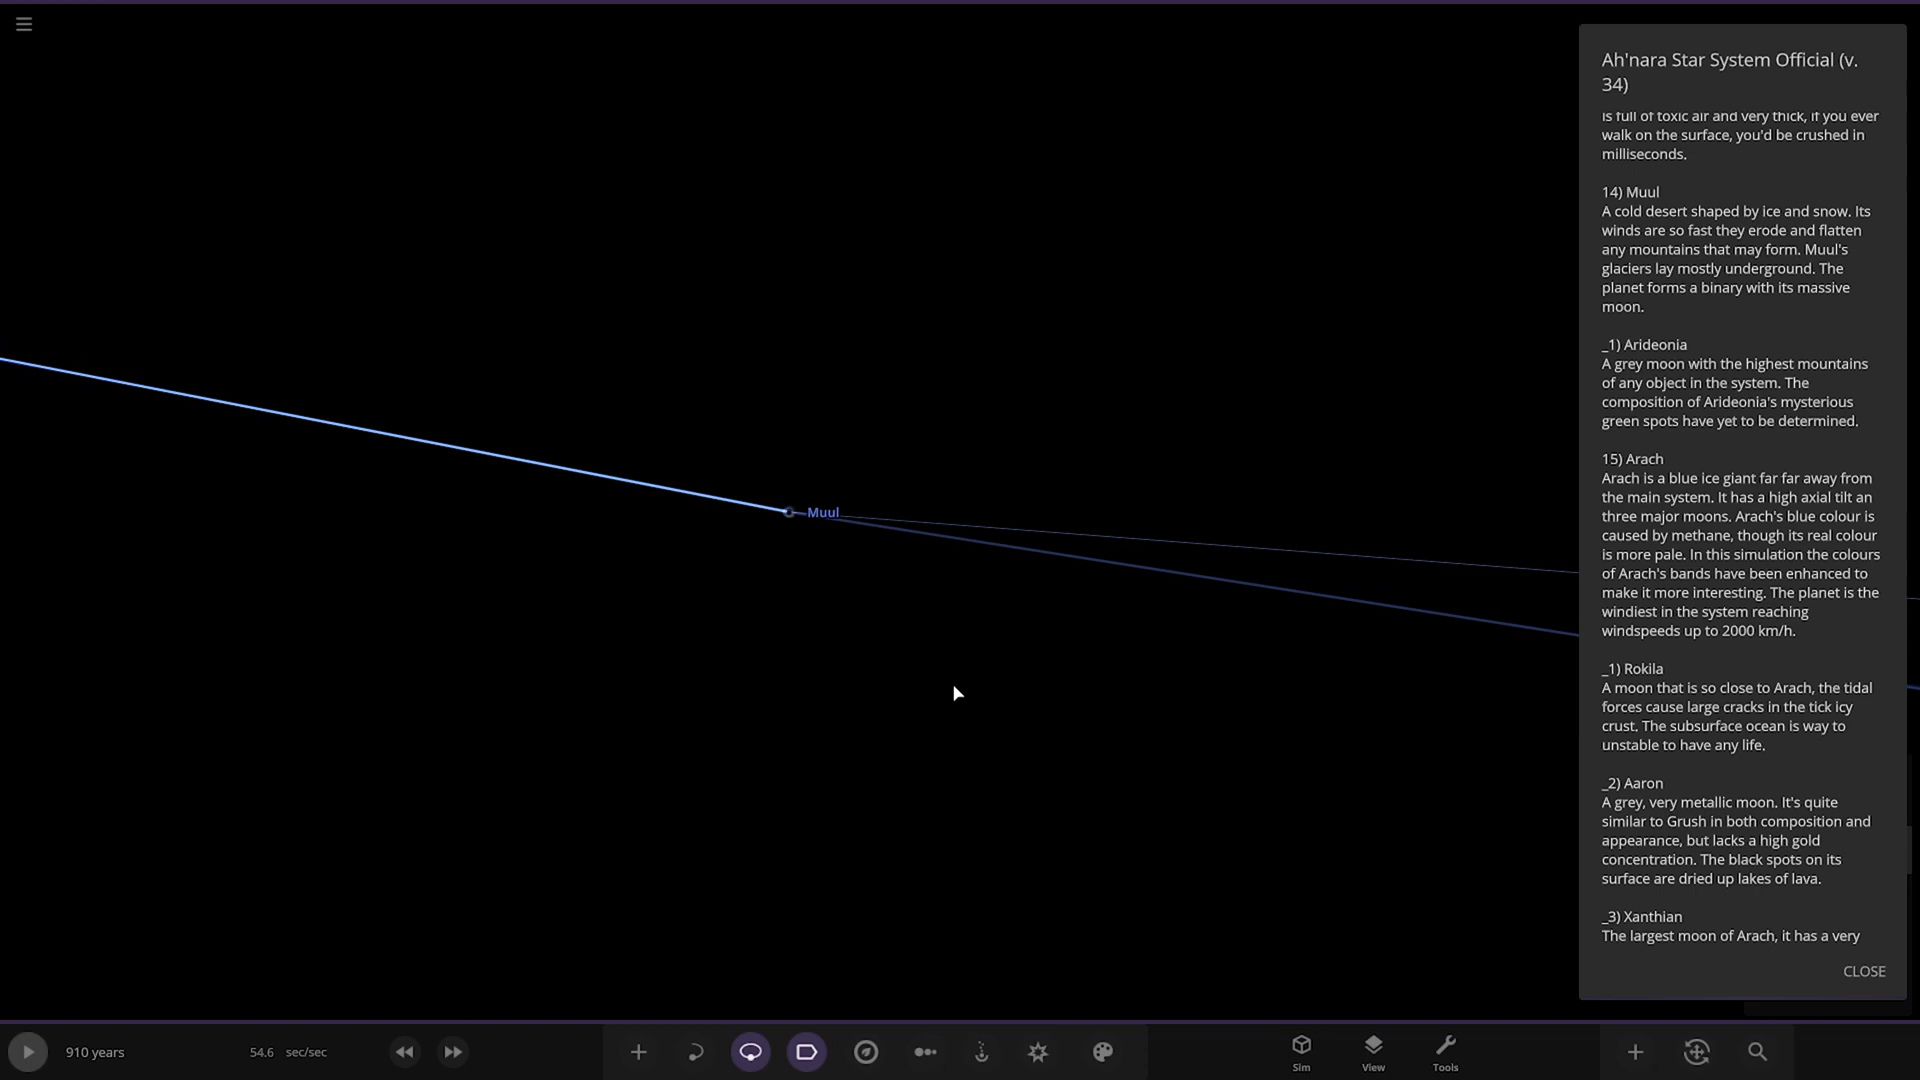 Ah'nara Star System Official (v.
34)
is full of toxic air and very thick, if you ever
walk on the surface, you'd be crushed in
milliseconds.
14) Muul
A cold desert shaped by ice and snow. Its
winds are so fast they erode and flatten
any mountains that may form. Muul's
glaciers lay mostly underground. The
planet forms a binary with its massive
moon.
_1) Arideonia
A grey moon with the highest mountains
of any object in the system. The
composition of Arideonia's mysterious
green spots have yet to be determined.
15) Arach
Arach is a blue ice giant far far away from
the main system. It has a high axial tilt an
three major moons. Arach's blue colour is
caused by methane, though its real colour
is more pale. In this simulation the colours
of Arach's bands have been enhanced to
make it more interesting. The planet is the
windiest in the system reaching
windspeeds up to 2000 km/h.
_1) Rokila
A moon that is so close to Arach, the tidal
forces cause large cracks in the tick icy
crust. The subsurface ocean is way to
unstable to have any life.
_2) Aaron
A grey, very metallic moon. It's quite
similar to Grush in both composition and
appearance, but lacks a high gold
concentration. The black spots on its
surface are dried up lakes of lava.
_3) Xanthian
The largest moon of Arach, it has a very
CLOSE
Muul
910 years
54.6 sec/sec
Sim
View
Tools